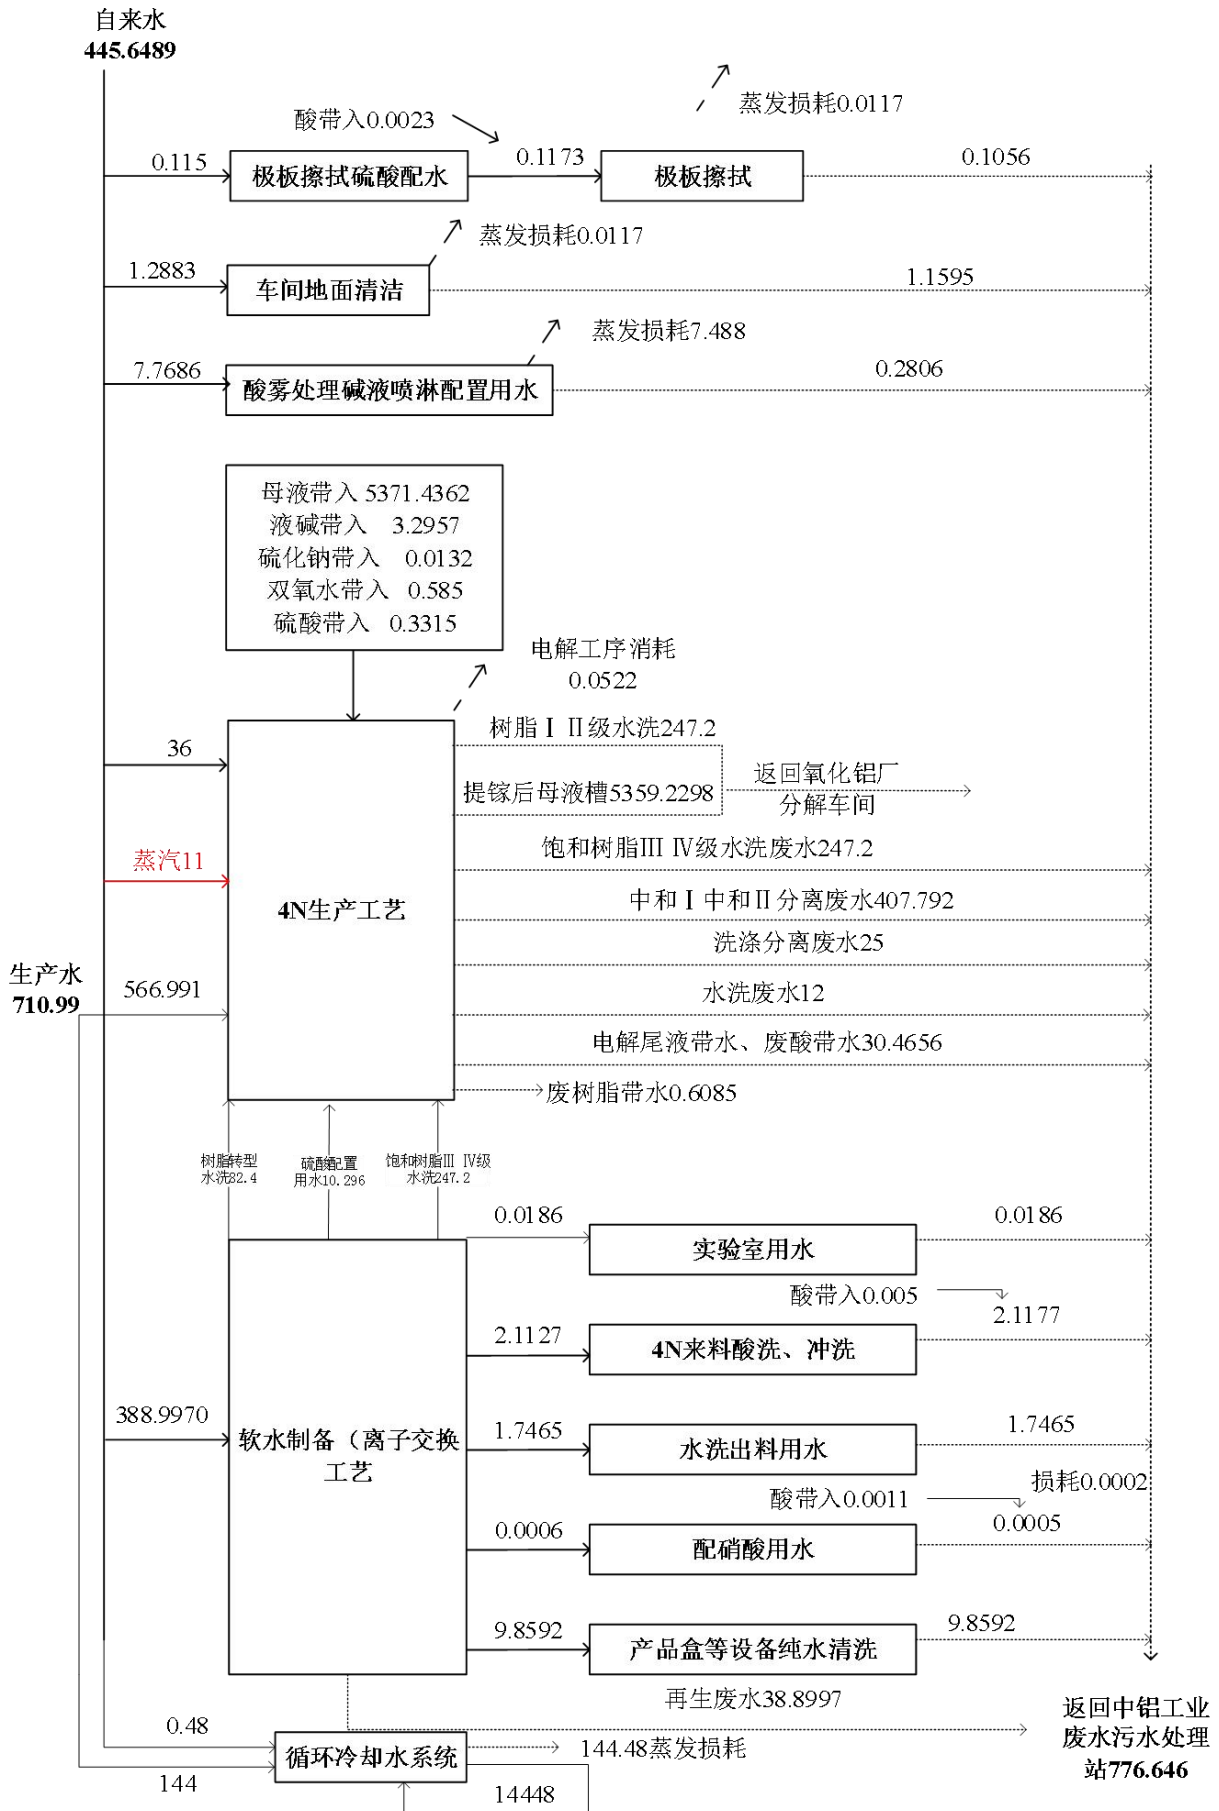 自来水
445.6489
酸带入0.0023
蒸发损耗0.0117
0.115
极板擦拭硫酸配水
0.1173
极板擦拭
0.1056
蒸发损耗0.0117
1.2883
车间地面清洁
1.1595
蒸发损耗7.488
7.7686
酸雾处理碱液喷淋配置用水
0.2806
母液带入 5371.4362
液碱带入 3.2957
硫化钠带入 0.0132
双氧水带入 0.585
硫酸带入 0.3315
电解工序消耗
0.0522
树脂Ⅰ Ⅱ级水洗247.2
36
提镓后母液槽5359.2298
返回氧化铝厂
分解车间
蒸汽11
饱和树脂Ⅲ Ⅳ级水洗废水247.2
4N生产工艺
中和Ⅰ中和Ⅱ分离废水407.792
洗涤分离废水25
生产水
710.99
566.991
水洗废水12
电解尾液带水、废酸带水30.4656
废树脂带水0.6085
树脂转型
水洗32.4
硫酸配置
用水10.296
饱和树脂Ⅲ Ⅳ级
水洗247.2
0.0186
实验室用水
0.0186
酸带入0.005
2.1127
4N来料酸洗、冲洗
2.1177
388.9970
软水制备（离子交换
工艺
1.7465
水洗出料用水
1.7465
损耗0.0002
酸带入0.0011
0.0006
配硝酸用水
0.0005
9.8592
产品盒等设备纯水清洗
9.8592
再生废水38.8997
返回中铝工业
废水污水处理
站776.646
0.48
循环冷却水系统
144.48蒸发损耗
144
14448